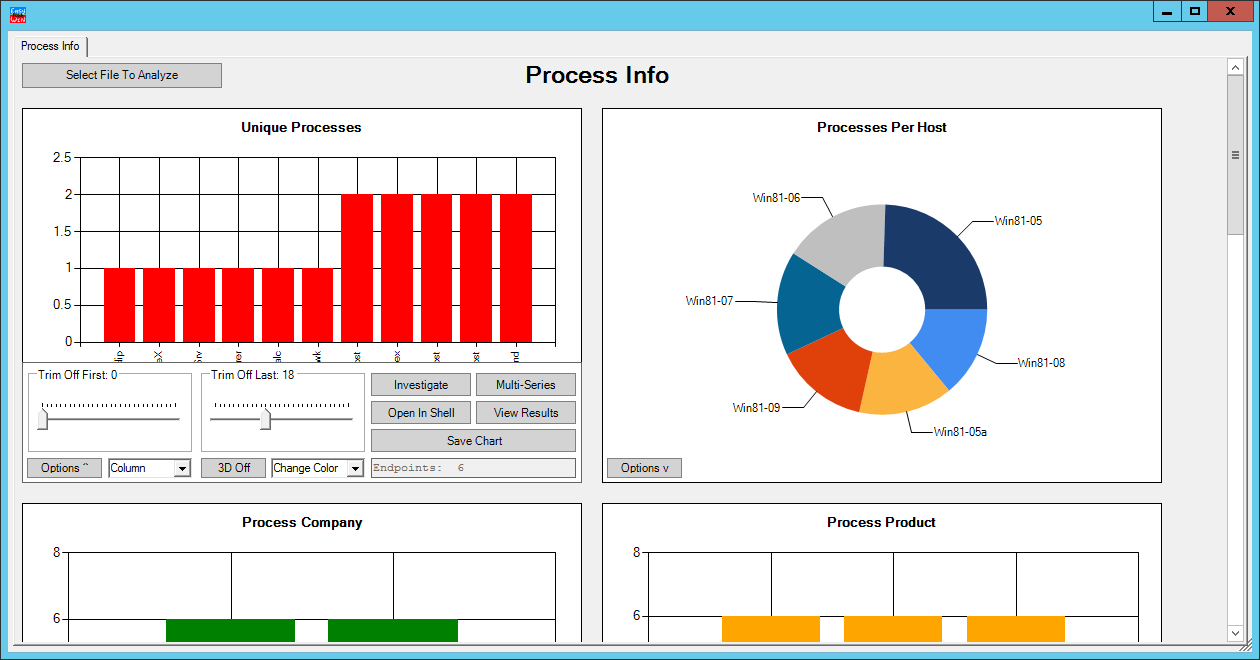 Process Info
Select File To Analyze
Process Info
Unique Processes
2.5
2
1.5
1
0.5
0
Trim Off First: 0
Trim Off Last: 18
Investigate
Multi-Series
Open In Shell
View Results
Save Chart
Options ^
Column
3D Off
Change Color
Endpoints: 6
Processes Per Host
Win81-06
Win81-05
Win81-07
Win81-08
Win81-09
Win81-05a
Options v
Process Company
8
6
Process Product
8
6